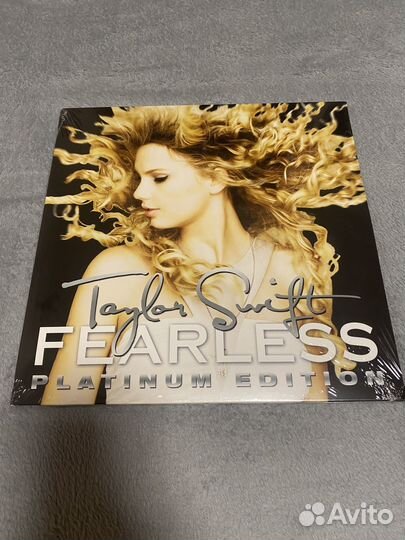 Taylor Swift
FEARLESS
PLATINUM EDITION
Avito